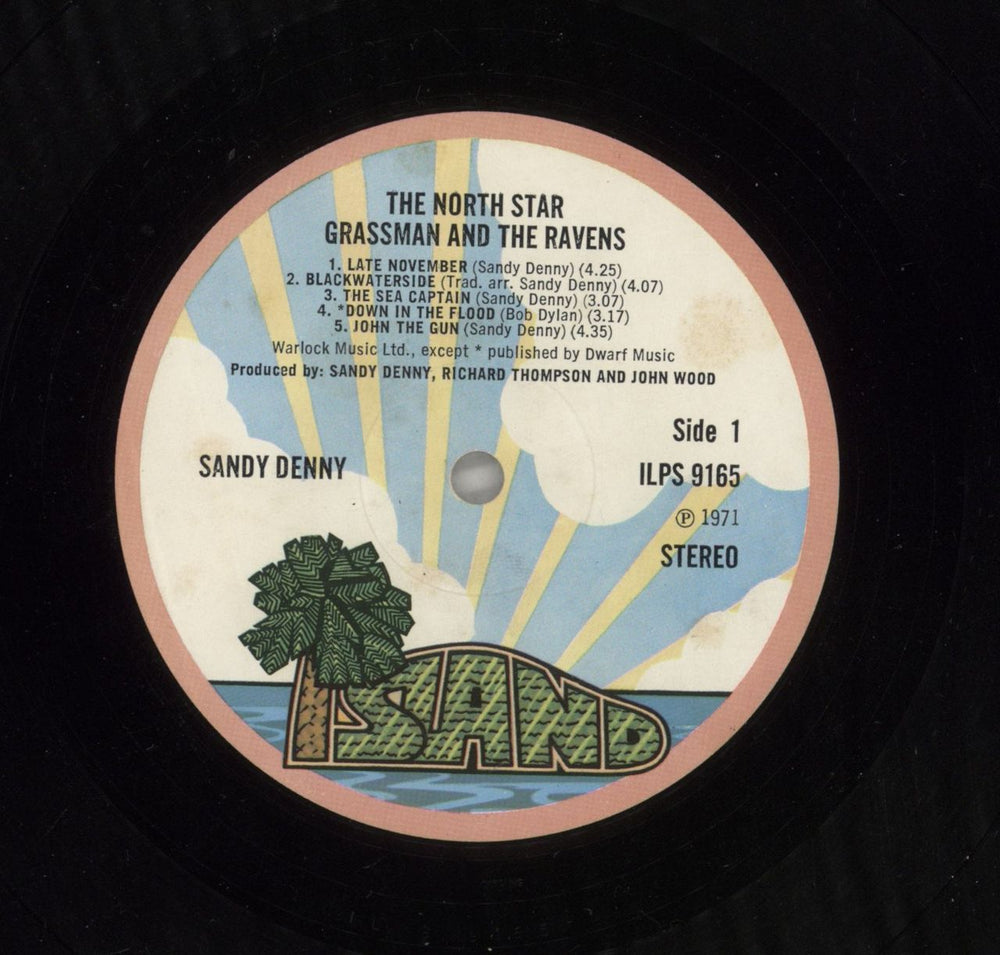 THE NORTH STAR
GRASSMAN AND THE RAVENS
1. LATE NOVEMBER (Sandy Denny) (4.25)
2. BLACKWATERSIDE (Trad. arr. Sandy Denny) (4.07)
3. THE SEA CAPTAIN (Sandy Denny) (3.07)
4. *DOWN IN THE FLOOD (Bob Dylan) (3.17)
5. JOHN THE GUN (Sandy Denny) (4.35)
Warlock Music Ltd., except * published by Dwarf Music
Produced by: SANDY DENNY, RICHARD THOMPSON AND JOHN WOOD
Side 1
SANDY DENNY
ILPS 9165
℗ 1971
STEREO
ISLAND